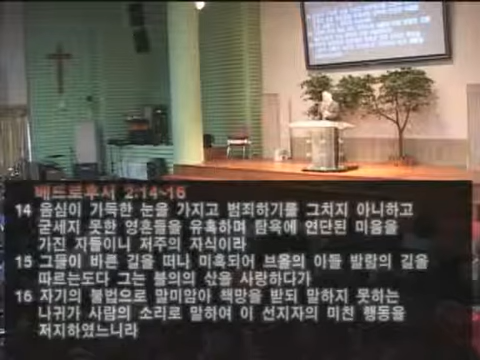 베드로후서 2:14~16
14 음심이 가득한 눈을 가지고 범죄하기를 그치지 아니하고
굳세지 못한 영혼들을 유혹하며 탐욕에 연단된 마음을
가진 자들이니 저주의 자식이라
15 그들이 바른 길을 떠나 미혹되어 브올의 아들 발람의 길을
따르는도다 그는 불의의 삯을 사랑하다가
16 자기의 불법으로 말미암아 책망을 받되 말하지 못하는
나귀가 사람의 소리로 말하여 이 선지자의 미친 행동을
저지하였느니라